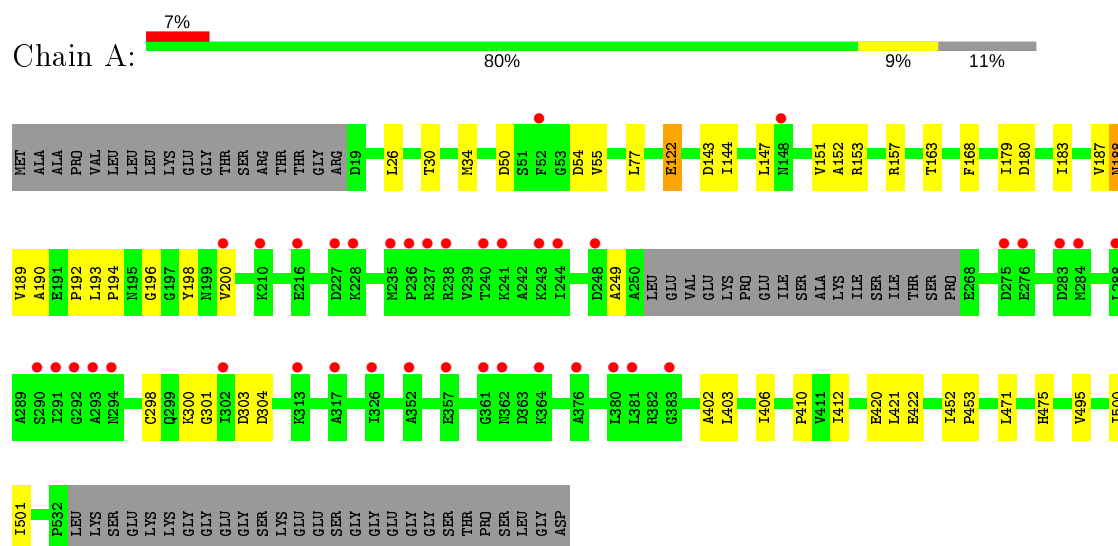 7%
Chain A:
80% 9% 11%
MET ALA ALA PRO VAL LEU LEU LEU LYS GLU GLY THR SER ARG THR THR GLY ARG D19 L26 T30 M34 D50 S51 F52 G53 D54 V55 L77 E122 D143 I144 L147 N148 V151 A152 R153 R157 T163 F168 I179 D180 I183 V187 N188
V189 A190 E191 P192 L193 P194 N195 G196 G197 Y198 N199 V200 K210 E216 D227 K228 M235 P236 R237 R238 V239 T240 K241 A242 K243 I244 D248 A249 A250 LEU GLU VAL GLU LYS PRO GLU ILE SER ALA LYS ILE SER ILE THR SER PRO E268 D275 E276 D283 M284 L288
A289 S290 I291 G292 A293 N294 C298 Q299 K300 G301 I302 D303 D304 K313 A317 I326 A352 E357 G361 N362 D363 K364 A376 L380 L381 R382 G383 A402 L403 I406 P410 V411 I412 E420 L421 E422 I452 P453 L471 H475 V495 I500
I501 P532 LEU LYS SER GLU LYS LYS GLY GLY GLU GLY SER LYS GLU GLU SER GLY GLY GLU GLY GLY SER THR PRO SER LEU GLY ASP